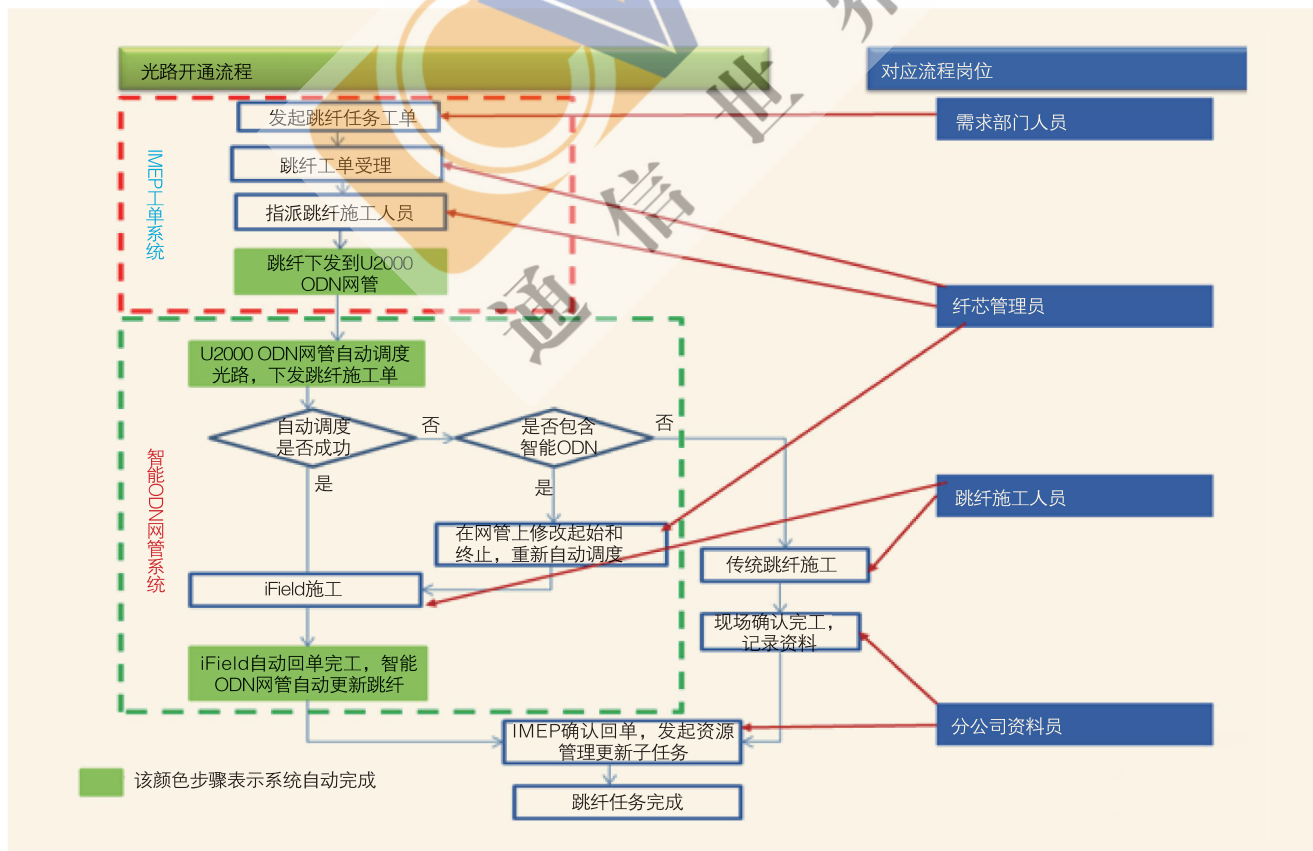 光路开通流程
对应流程岗位
发起跳纤任务工单
需求部门人员
IMEP工单系统
跳纤工单受理
指派跳纤施工人员
跳纤下发到U2000
ODN网管
纤芯管理员
U2000 ODN网管自动调度
光路，下发跳纤施工单
自动调度
是否成功
否
是否包含
智能ODN
否
是
是
智能ODN网管系统
跳纤施工人员
在网管上修改起始和
终止，重新自动调度
传统跳纤施工
iField施工
现场确认完工，
记录资料
iField自动回单完工，智能
ODN网管自动更新跳纤
分公司资料员
IMEP确认回单，发起资源
管理更新子任务
该颜色步骤表示系统自动完成
跳纤任务完成
通信世界